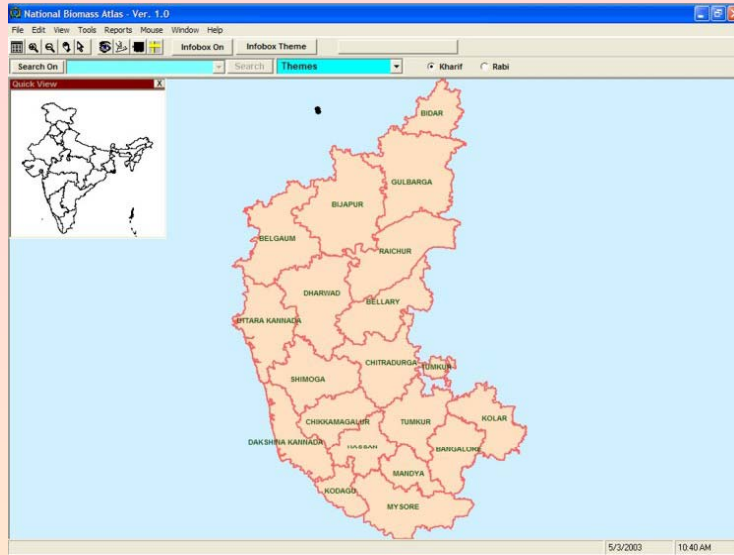 National Biomass Atlas - Ver. 1.0
File Edit View Tools Reports Mouse Window Help
Infobox On Infobox Theme
Search On Search Themes Kharif Rabi
Quick View X
BIDAR
GULBARGA
BIJAPUR
BELGAUM
RAICHUR
DHARWAD
BELLARY
UTTARA KANNADA
CHITRADURGA
TUMKUR
SHIMOGA
CHIKKAMAGALUR
TUMKUR
KOLAR
DAKSHINA KANNADA
HASSAN
BANGALORE
MANDYA
KODAGU
MYSORE
5/3/2003 10:40 AM